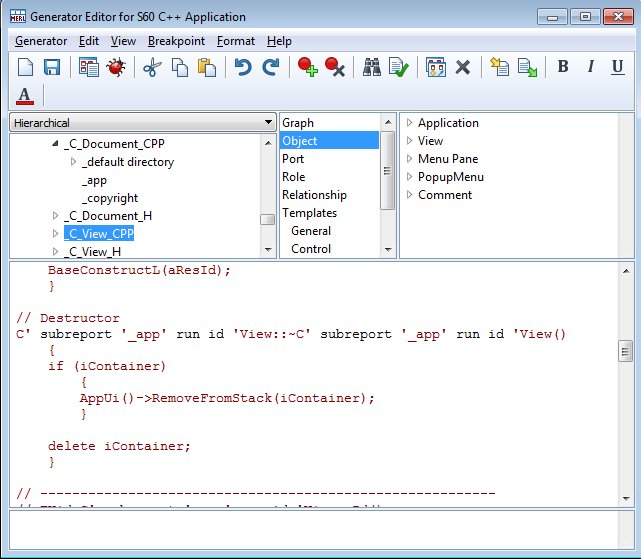 MERL Generator Editor for S60 C++ Application
Generator Edit View Breakpoint Format Help
B I U
A
Hierarchical
_C_Document_CPP
_default directory
_app
_copyright
_C_Document_H
_C_View_CPP
_C_View_H
Graph
Object
Port
Role
Relationship
Templates
General
Control
Application
View
Menu Pane
PopupMenu
Comment
BaseConstructL(aResId);
}
// Destructor
C' subreport '_app' run id 'View::~C' subreport '_app' run id 'View()
{
if (iContainer)
{
AppUi()->RemoveFromStack(iContainer);
}
delete iContainer;
}
// ---------------------------------------------------------